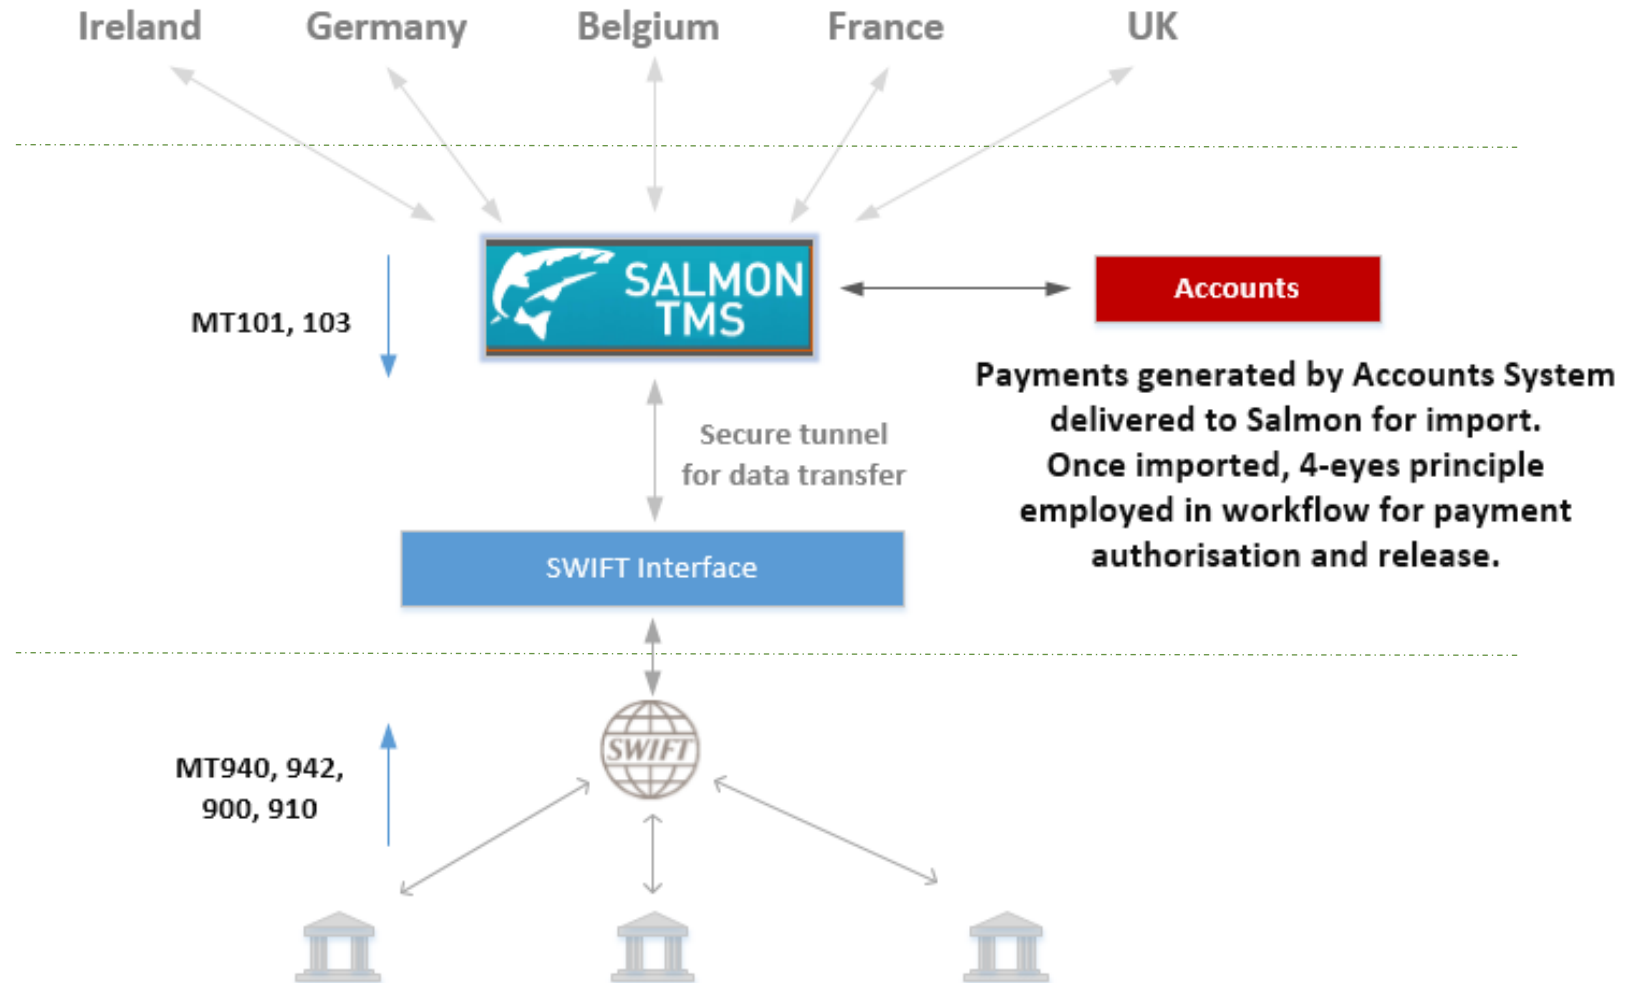 Ireland
Germany
Belgium
France
UK
SALMON
TMS
Accounts
MT101, 103
Payments generated by Accounts System
delivered to Salmon for import.
Once imported, 4-eyes principle
employed in workflow for payment
authorisation and release.
Secure tunnel
for data transfer
SWIFT Interface
SWIFT
MT940, 942,
900, 910